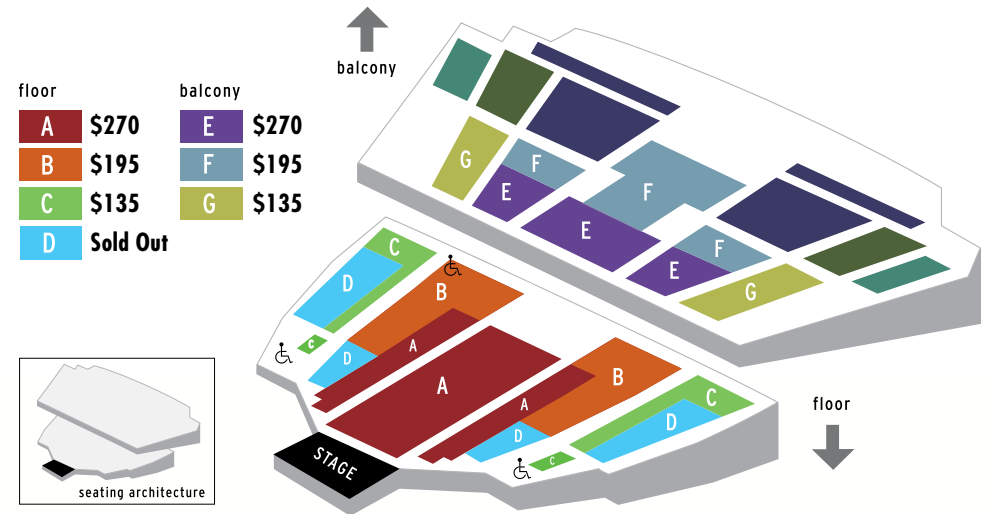 balcony
floor
balcony
A $270
E $270
B $195
F $195
C $135
G $135
D Sold Out
G
F
E
F
E
F
E
G
C
D
B
C
D
A
A
B
A
C
D
D
C
STAGE
floor
seating architecture